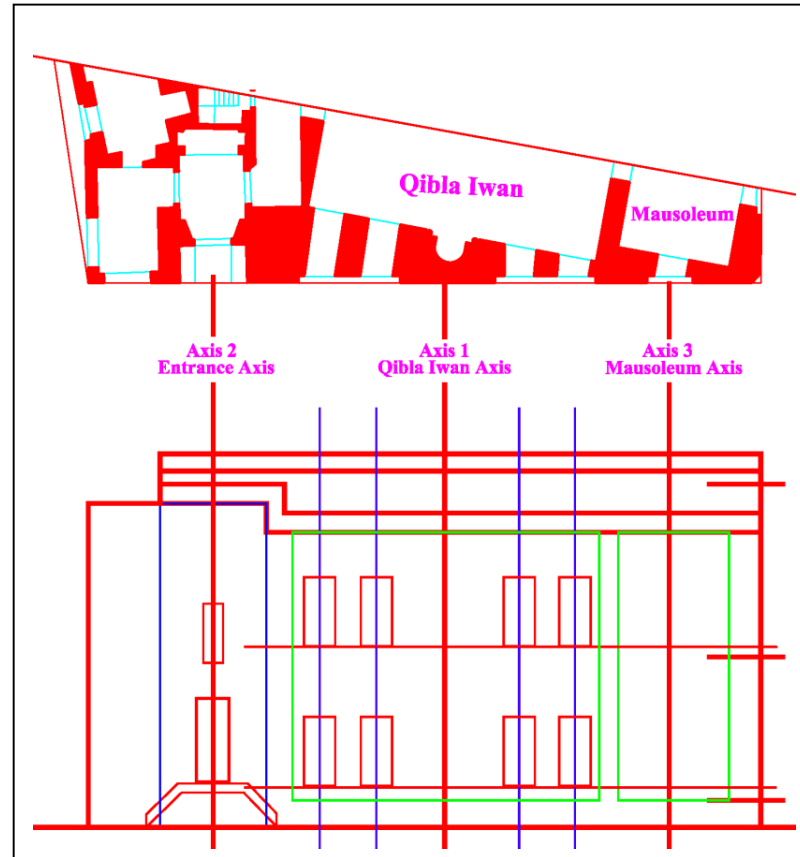 Qibla Iwan
Mausoleum
Axis 2
Entrance Axis
Axis 1
Qibla Iwan Axis
Axis 3
Mausoleum Axis